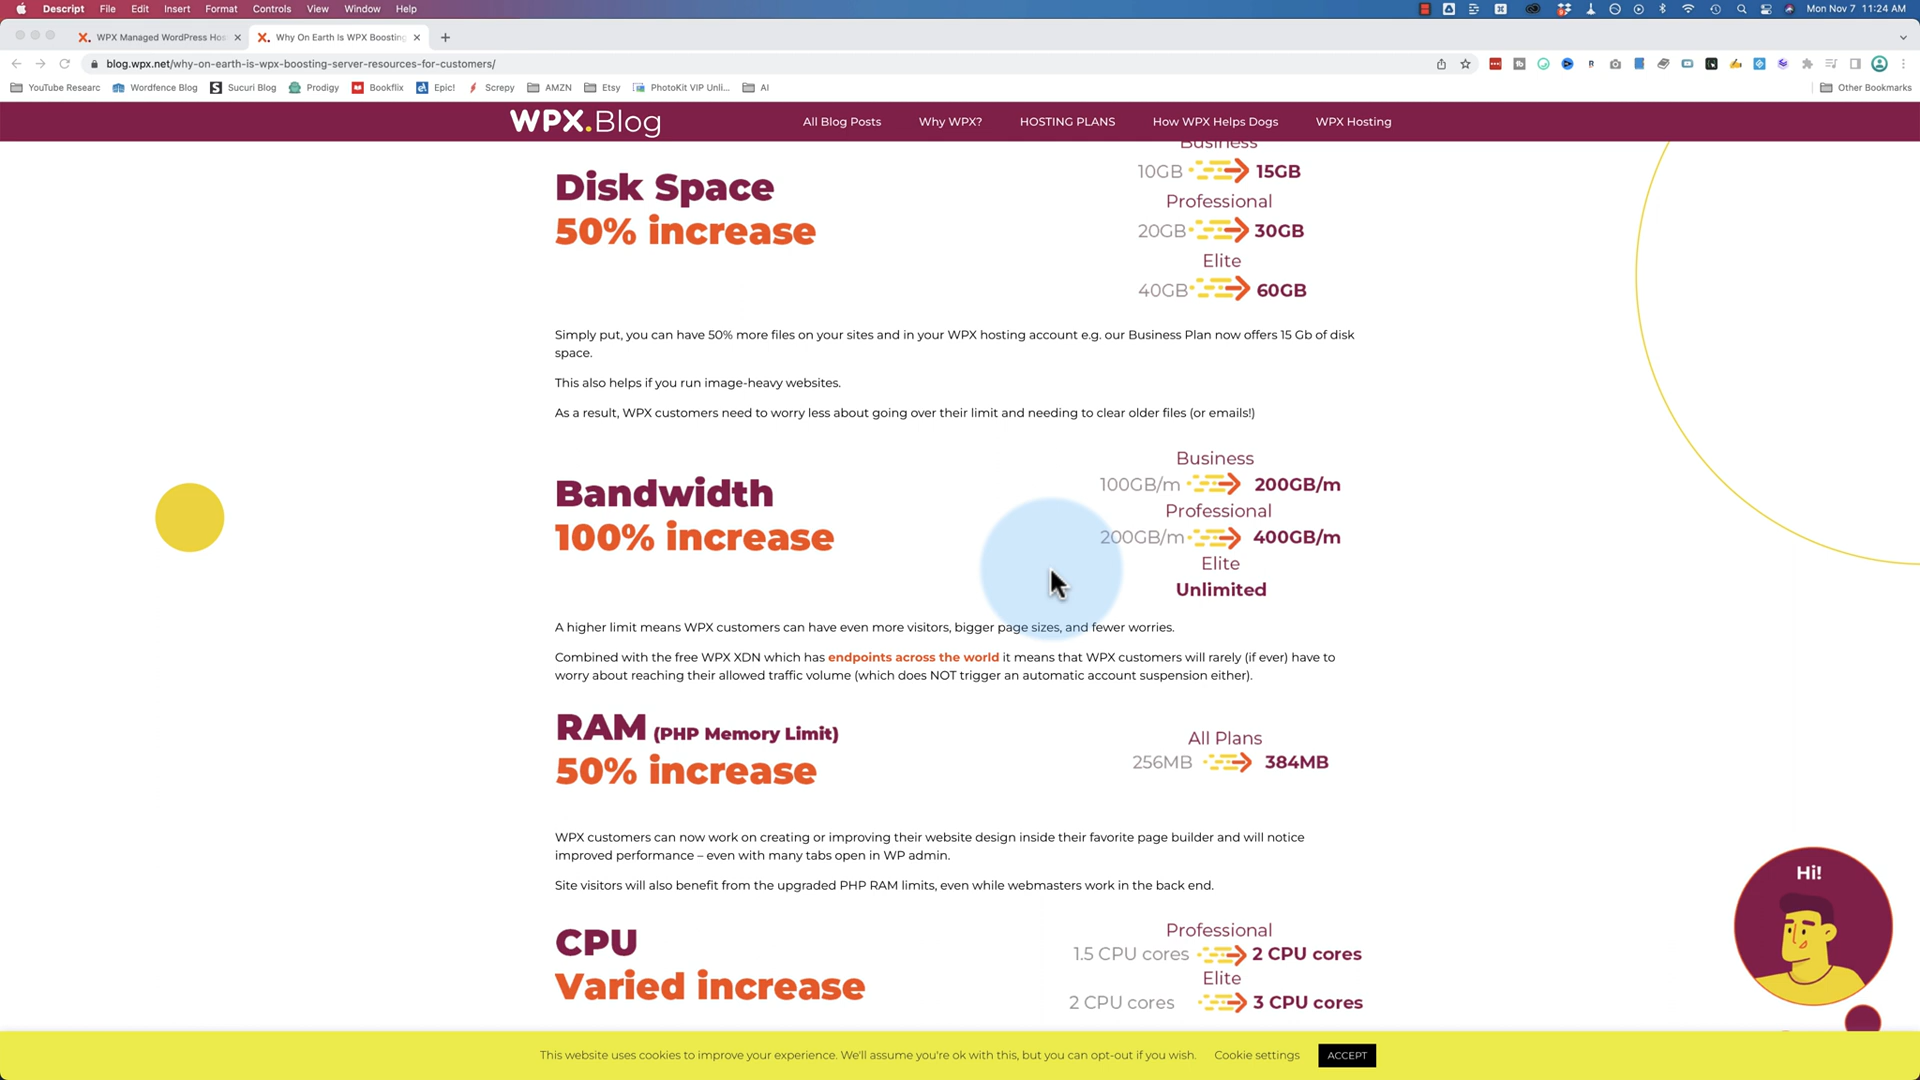 Descript File Edit Insert Format Controls View Window Help
Mon Nov 7 11:24 AM
WPX Managed WordPress Hos
Why On Earth Is WPX Boosting
blog.wpx.net/why-on-earth-is-wpx-boosting-server-resources-for-customers/
YouTube Researc Wordfence Blog Sucuri Blog Prodigy Bookflix Epic! Screpy AMZN Etsy PhotoKit VIP Unli... AI Other Bookmarks
WPX.Blog
All Blog Posts Why WPX? HOSTING PLANS How WPX Helps Dogs WPX Hosting
Disk Space
50% increase
Business
10GB 15GB
Professional
20GB 30GB
Elite
40GB 60GB
Simply put, you can have 50% more files on your sites and in your WPX hosting account e.g. our Business Plan now offers 15 Gb of disk
space.
This also helps if you run image-heavy websites.
As a result, WPX customers need to worry less about going over their limit and needing to clear older files (or emails!)
Bandwidth
100% increase
Business
100GB/m 200GB/m
Professional
200GB/m 400GB/m
Elite
Unlimited
A higher limit means WPX customers can have even more visitors, bigger page sizes, and fewer worries.
Combined with the free WPX XDN which has endpoints across the world it means that WPX customers will rarely (if ever) have to
worry about reaching their allowed traffic volume (which does NOT trigger an automatic account suspension either).
RAM (PHP Memory Limit)
50% increase
All Plans
256MB 384MB
WPX customers can now work on creating or improving their website design inside their favorite page builder and will notice
improved performance – even with many tabs open in WP admin.
Site visitors will also benefit from the upgraded PHP RAM limits, even while webmasters work in the back end.
CPU
Varied increase
Professional
1.5 CPU cores 2 CPU cores
Elite
2 CPU cores 3 CPU cores
Hi!
This website uses cookies to improve your experience. We'll assume you're ok with this, but you can opt-out if you wish. Cookie settings ACCEPT